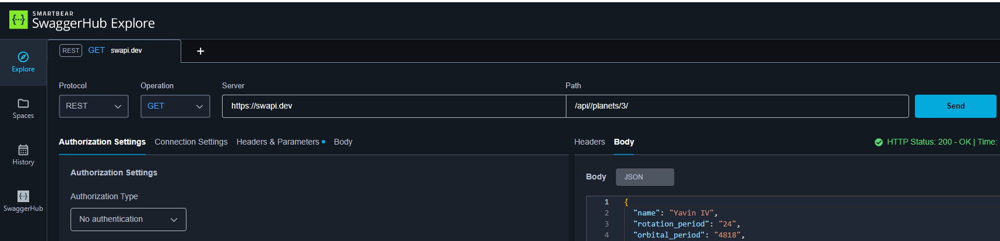 SMARTBEAR
SwaggerHub Explore
REST GET swapi.dev +
Explore
Protocol Operation Server Path
REST GET https://swapi.dev /api//planets/3/ Send
Spaces
Authorization Settings Connection Settings Headers & Parameters Body Headers Body HTTP Status: 200 - OK | Time:
History
Authorization Settings
Body JSON
Authorization Type
SwaggerHub
No authentication
1 {
2 "name": "Yavin IV",
3 "rotation_period": "24",
4 "orbital_period": "4818",